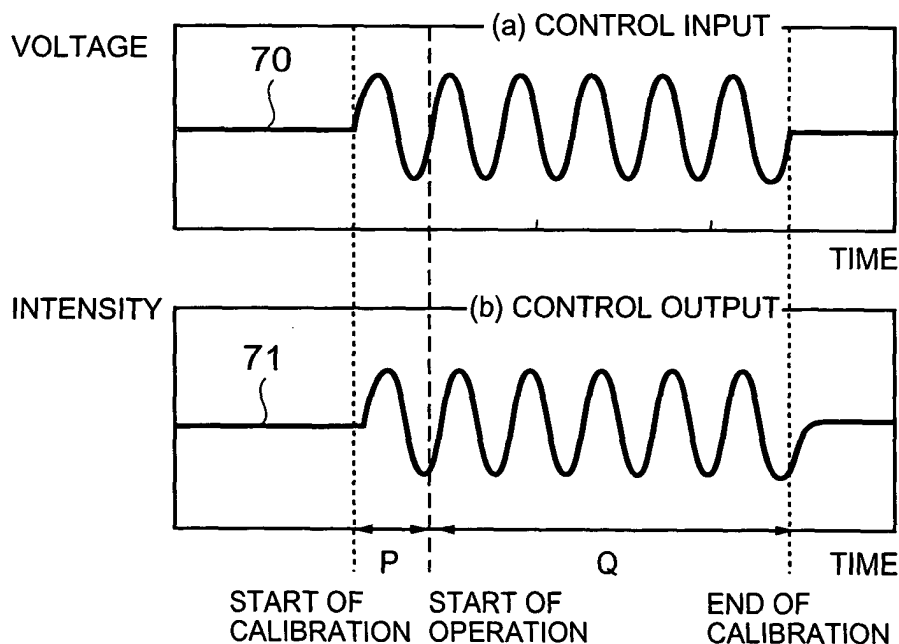 (a) CONTROL INPUT
VOLTAGE
70
TIME
INTENSITY
(b) CONTROL OUTPUT
71
P
Q
TIME
START OF
CALIBRATION
START OF
OPERATION
END OF
CALIBRATION